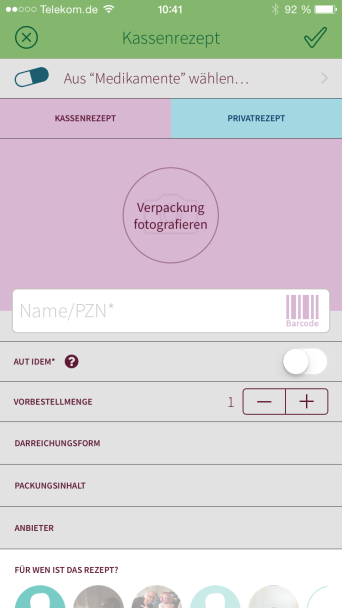 Telekom.de 10:41 92 %
Kassenrezept
Aus “Medikamente” wählen…
KASSENREZEPT PRIVATREZEPT
Verpackung
fotografieren
Name/PZN*
Barcode
AUT IDEM* ?
VORBESTELLMENGE 1
DARREICHUNGSFORM
PACKUNGSINHALT
ANBIETER
FÜR WEN IST DAS REZEPT?